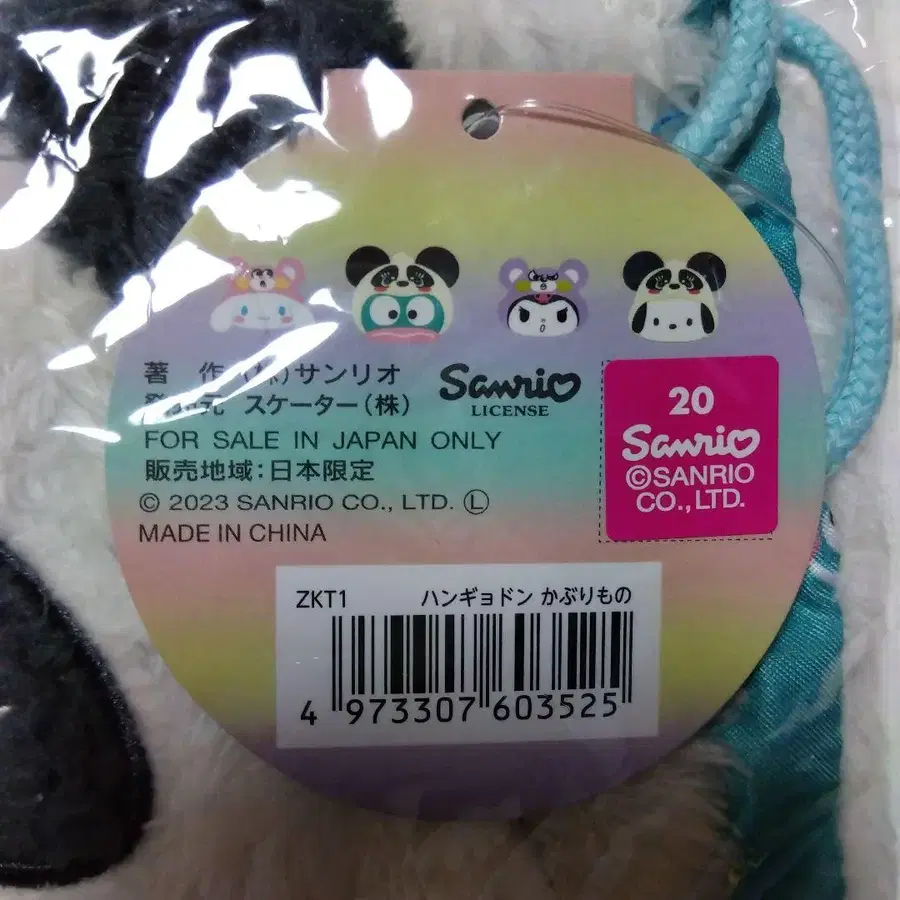 著 作 (株)サンリオ
発売元 スケーター(株)
Sanrio
LICENSE
FOR SALE IN JAPAN ONLY
販売地域:日本限定
© 2023 SANRIO CO., LTD. Ⓛ
MADE IN CHINA
20
Sanrio
©SANRIO
CO.,LTD.
ZKT1 ハンギョドン かぶりもの
4 973307 603525